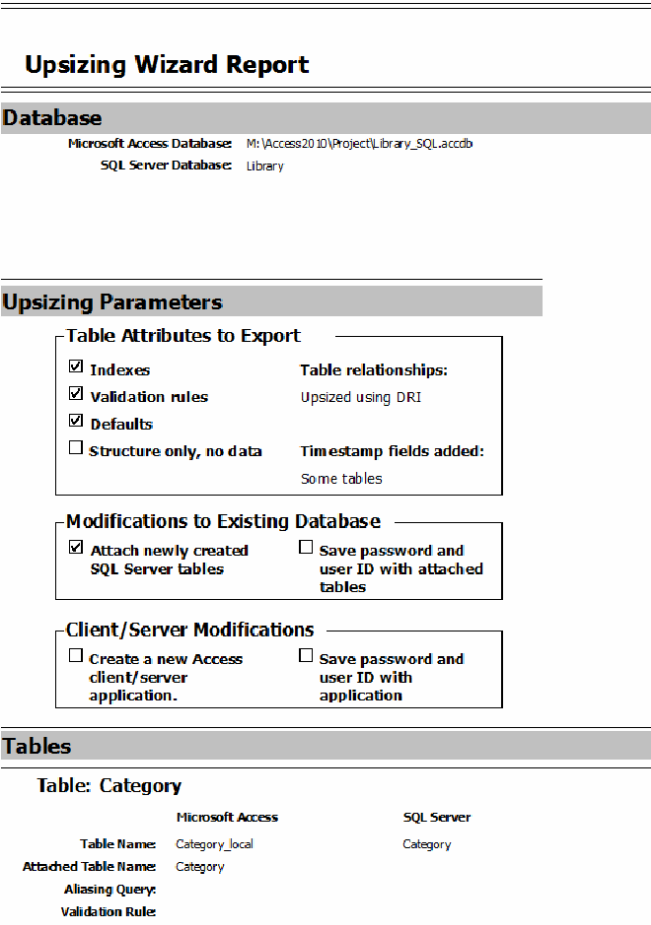 Upsizing Wizard Report
Database
Microsoft Access Database: M:\Access2010\Project\Library_SQL.accdb
SQL Server Database: Library
Upsizing Parameters
Table Attributes to Export
Indexes Table relationships:
Validation rules Upsized using DRI
Defaults
Structure only, no data Timestamp fields added:
Some tables
Modifications to Existing Database
Attach newly created Save password and
SQL Server tables user ID with attached
tables
Client/Server Modifications
Create a new Access Save password and
client/server user ID with
application. application
Tables
Table: Category
Microsoft Access SQL Server
Table Name: Category_local Category
Attached Table Name: Category
Aliasing Query:
Validation Rule: